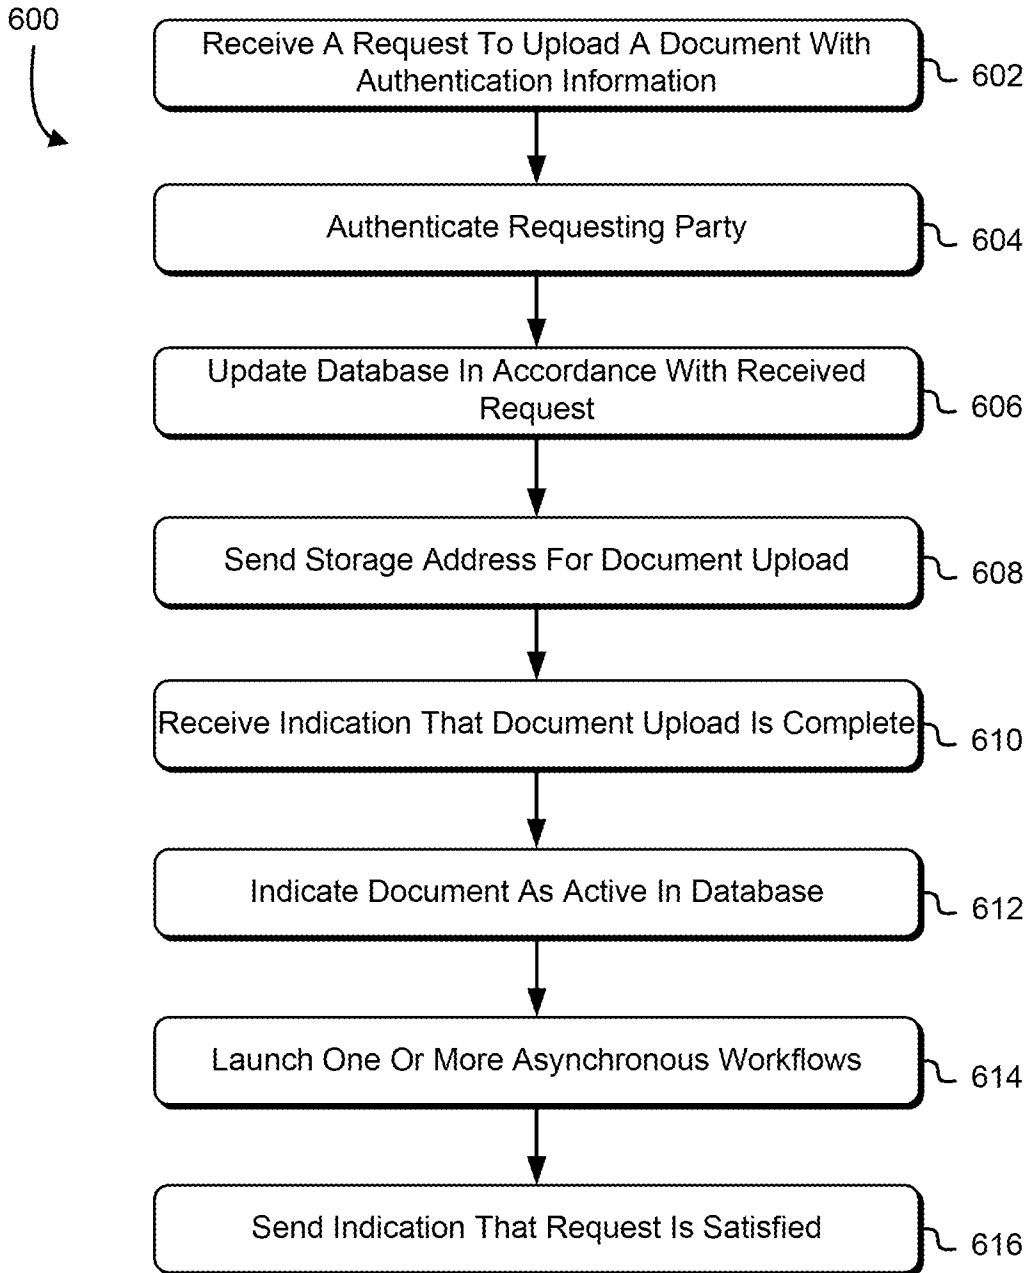 600
Receive A Request To Upload A Document With
Authentication Information
602
Authenticate Requesting Party
604
Update Database In Accordance With Received
Request
606
Send Storage Address For Document Upload
608
Receive Indication That Document Upload Is Complete
610
Indicate Document As Active In Database
612
Launch One Or More Asynchronous Workflows
614
Send Indication That Request Is Satisfied
616